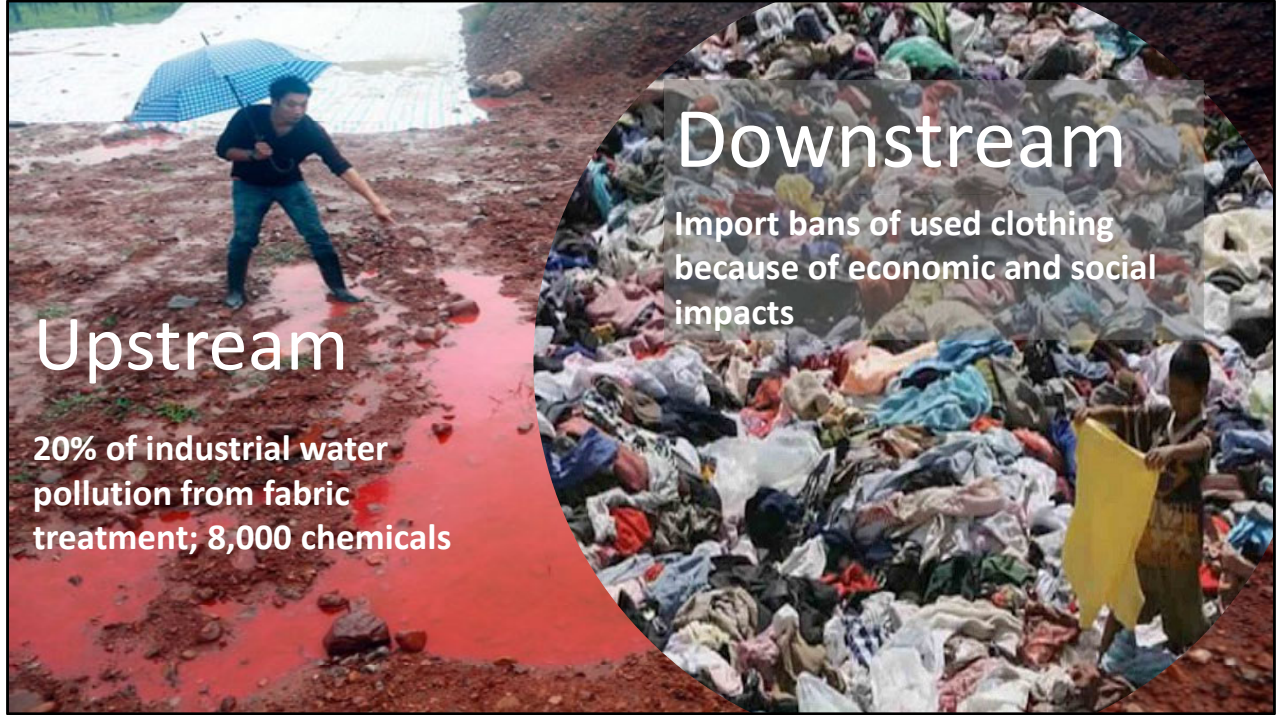 Upstream
20% of industrial water
pollution from fabric
treatment; 8,000 chemicals
Downstream
Import bans of used clothing
because of economic and social
impacts